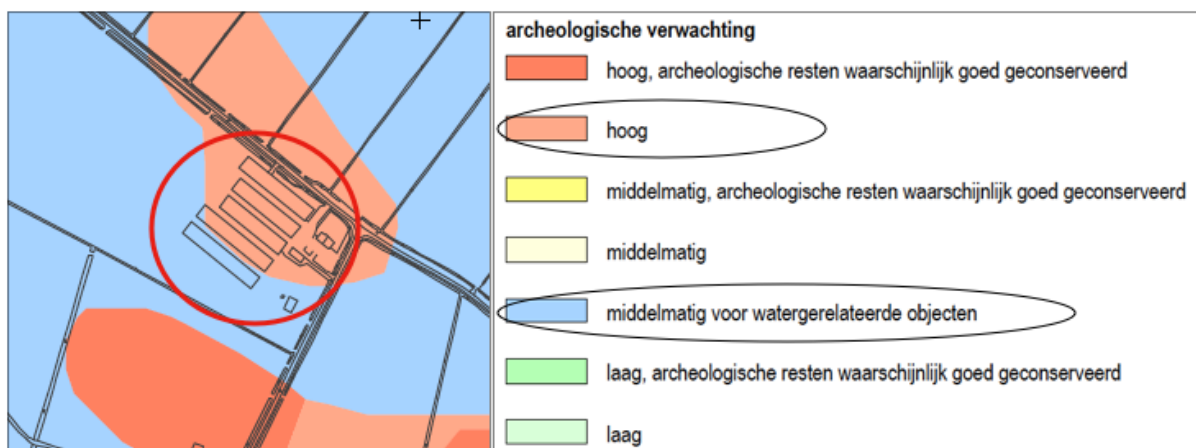 archeologische verwachting
hoog, archeologische resten waarschijnlijk goed geconserveerd
hoog
middelmatig, archeologische resten waarschijnlijk goed geconserveerd
middelmatig
middelmatig voor watergerelateerde objecten
laag, archeologische resten waarschijnlijk goed geconserveerd
laag